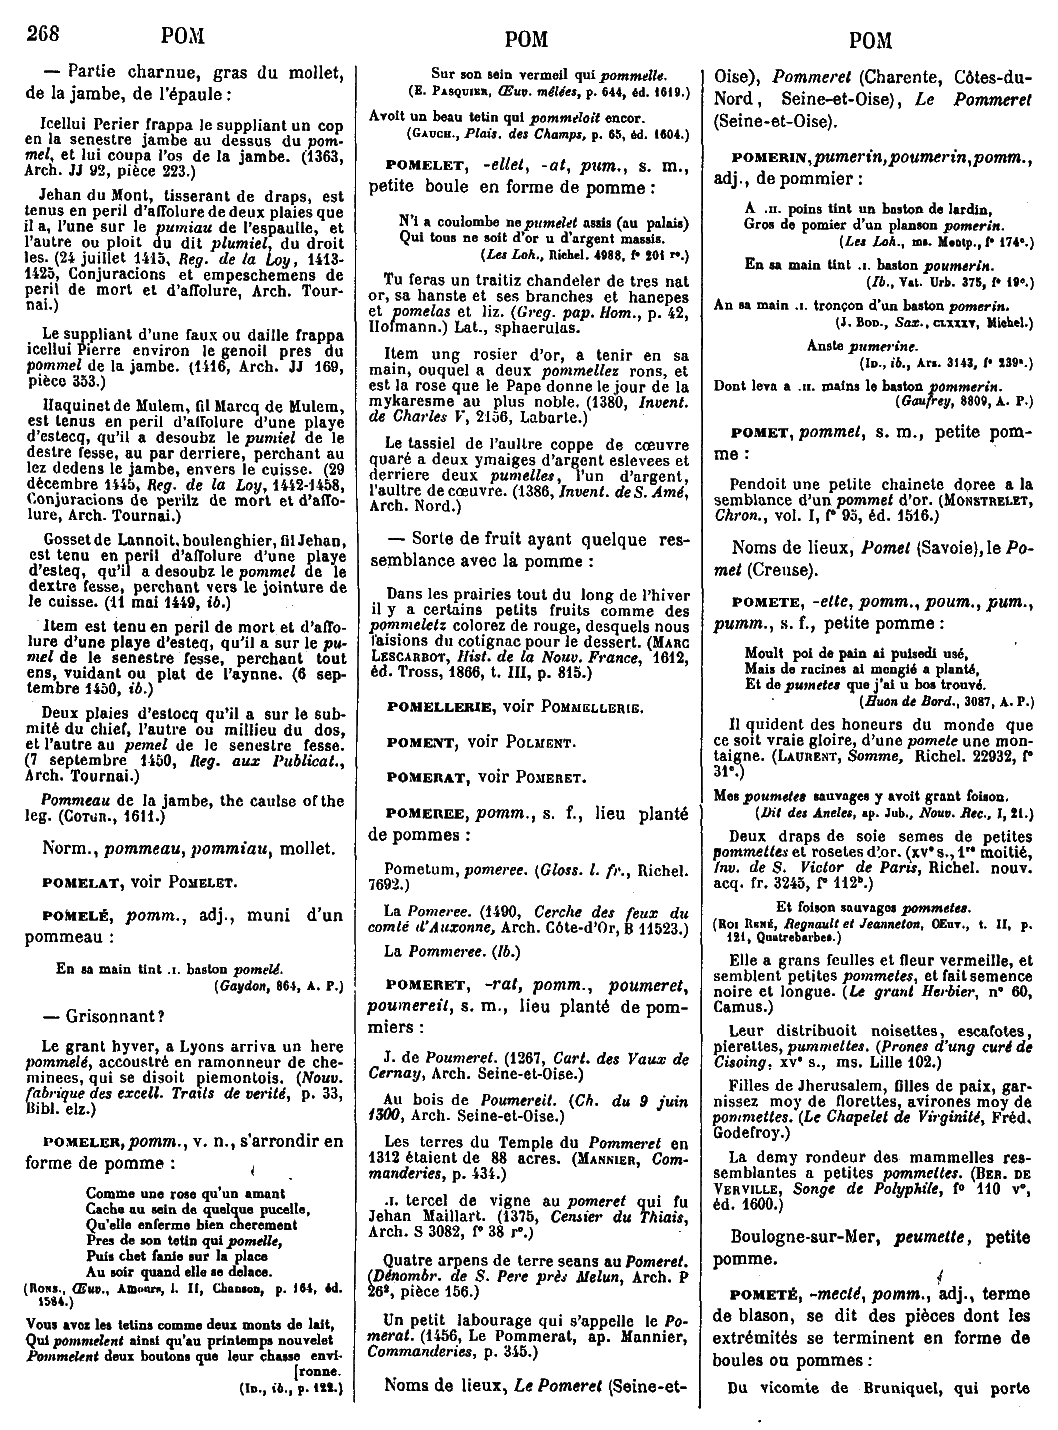 268 POM POM POM
— Partie charnue, gras du mollet,
de la jambe, de l'épaule :
Icellui Perier frappa le suppliant un cop
en la senestre jambe au dessus du pom-
mel, et lui coupa l'os de la jambe. (1363,
Arch. JJ 92, pièce 223.)
Jehan du Mont, tisserant de draps, est
tenus en peril d'affolure de deux plaies que
il a, l'une sur le pumiau de l'espaulle, et
l'autre ou ploit du dit plumiel, du droit
les. (24 juillet 1415, Reg. de la Loy, 1413-
1425, Conjuracions et empeschemens de
peril de mort et d'affolure, Arch. Tour-
nai.)
Le suppliant d'une faux ou daille frappa
icellui Pierre environ le genoil pres du
pommel de la jambe. (1416, Arch. JJ 169,
pièce 353.)
Haquinet de Mulem, fil Marcq de Mulem,
est tenus en peril d'affolure d'une playe
d'estecq, qu'il a desoubz le pumiel de le
destre fesse, au par derriere, perchant au
lez dedens le jambe, envers le cuisse. (29
décembre 1445, Reg. de la Loy, 1442-1458,
Conjuracions de perilz de mort et d'affo-
lure, Arch. Tournai.)
Gosset de Lannoit, boulenghier, fil Jehan,
est tenu en peril d'affolure d'une playe
d'esteq, qu'il a desoubz le pommel de le
dextre fesse, perchant vers le jointure de
le cuisse. (11 mai 1449, ib.)
Item est tenu en peril de mort et d'affo-
lure d'une playe d'esteq, qu'il a sur le pu-
mel de le senestre fesse, perchant tout
ens, vuidant ou plat de l'aynne. (6 sep-
tembre 1450, ib.)
Deux plaies d'estocq qu'il a sur le sub-
mité du chief, l'autre ou millieu du dos,
et l'autre au pemel de le senestre fesse.
(7 septembre 1450, Reg. aux Publicat.,
Arch. Tournai.)
Pommeau de la jambe, the caulse of the
leg. (COTGR., 1611.)
Norm., pommeau, pommiau, mollet.
POMELAT, voir POMELET.
POMELÉ, pomm., adj., muni d'un
pommeau :
En sa main tint .I. baston pomelé.
(Gaydon, 864, A. P.)
— Grisonnant?
Le grant hyver, a Lyons arriva un here
pommelé, accoustré en ramonneur de che-
minees, qui se disoit piemontois. (Nouv.
fabrique des excell. Traits de verité, p. 33,
Bibl. elz.)
POMELER, pomm., v. n., s'arrondir en
forme de pomme :
Comme une rose qu'un amant
Cache au sein de quelque pucelle,
Qu'elle enferme bien cherement
Pres de son tetin qui pomelle,
Puis chet fanie sur la place
Au soir quand elle se delace.
(RONS., Œuv., Amours, l. II, Chanson, p. 164, éd.
1584.)
Vous avez les tetins comme deux monts de lait,
Qui pommelent ainsi qu'au printemps nouvelet
Pommelent deux boutons que leur chasse envi-
[ronne.
(ID., ib., p. 122.)
Sur son sein vermeil qui pommelle.
(E. PASQUIER, Œuv. mélées, p. 644, éd. 1619.)
Avoit un beau tetin qui pommeloit encor.
(GAUCH., Plais. des Champs, p. 65, éd. 1604.)
POMELET, -ellet, -at, pum., s. m.,
petite boule en forme de pomme :
N'i a coulombe ne pumelet assis (au palais)
Qui tous ne soit d'or u d'argent massis.
(Les Loh., Richel. 4988, f° 201 r°.)
Tu feras un traitiz chandeler de tres nat
or, sa hanste et ses branches et hanepes
et pomelas et liz. (Greg. pap. Hom., p. 42,
Hofmann.) Lat., sphaerulas.
Item ung rosier d'or, a tenir en sa
main, ouquel a deux pommellez rons, et
est la rose que le Pape donne le jour de la
mykaresme au plus noble. (1380, Invent.
de Charles V, 2156, Labarte.)
Le tassiel de l'aultre coppe de cœuvre
quaré a deux ymaiges d'argent eslevees et
derriere deux pumelles, l'un d'argent,
l'aultre de cœuvre. (1386, Invent. de S. Amé,
Arch. Nord.)
— Sorte de fruit ayant quelque res-
semblance avec la pomme :
Dans les prairies tout du long de l'hiver
il y a certains petits fruits comme des
pommeletz colorez de rouge, desquels nous
faisions du cotignac pour le dessert. (MARC
LESCARBOT, Hist. de la Nouv. France, 1612,
éd. Tross, 1866, t. III, p. 815.)
POMELLERIE, voir POMMELLERIE.
POMENT, voir POLMENT.
POMERAT, voir POMERET.
POMEREE, pomm., s. f., lieu planté
de pommes :
Pometum, pomeree. (Gloss. l. fr., Richel.
7692.)
La Pomeree. (1490, Cerche des feux du
comté d'Auxonne, Arch. Côte-d'Or, B 11523.)
La Pommeree. (Ib.)
POMERET, -rat, pomm., poumeret,
poumereit, s. m., lieu planté de pom-
miers :
J. de Poumeret. (1267, Cart. des Vaux de
Cernay, Arch. Seine-et-Oise.)
Au bois de Poumereit. (Ch. du 9 juin
1300, Arch. Seine-et-Oise.)
Les terres du Temple du Pommeret en
1312 étaient de 88 acres. (MANNIER, Com-
manderies, p. 434.)
.I. tercel de vigne au pomeret qui fu
Jehan Maillart. (1375, Censier du Thiais,
Arch. S 3082, f° 38 r°.)
Quatre arpens de terre seans au Pomeret.
(Dénombr. de S. Pere près Melun, Arch. P
26², pièce 156.)
Un petit labourage qui s'appelle le Po-
merat. (1456, Le Pommerat, ap. Mannier,
Commanderies, p. 345.)
Noms de lieux, Le Pomeret (Seine-et-
Oise), Pommeret (Charente, Côtes-du-
Nord, Seine-et-Oise), Le Pommeret
(Seine-et-Oise).
POMERIN, pumerin, poumerin, pomm.,
adj., de pommier :
A .II. poins tint un baston de lardin,
Gros de pomier d'un planson pomerin.
(Les Loh., ms. Montp., f° 174ᵃ.)
En sa main tint .I. baston poumerin.
(Ib., Vat. Urb. 375, f° 19ᵃ.)
An sa main .I. tronçon d'un baston pomerin.
(J. BOD., Sax., CLXXXV, Michel.)
Anste pumerine.
(ID., ib., Ars. 3143, f° 239ᵃ.)
Dont leva a .II. mains le baston pommerin.
(Gaufrey, 8809, A. P.)
POMET, pommet, s. m., petite pom-
me :
Pendoit une petite chainete doree a la
semblance d'un pommet d'or. (MONSTRELET,
Chron., vol. I, f° 95, éd. 1516.)
Noms de lieux, Pomet (Savoie), le Po-
met (Creuse).
POMETE, -ette, pomm., poum., pum.,
pumm., s. f., petite pomme :
Moult poi de pain ai puisedi usé,
Mais de racines ai mengié a planté,
Et de pumetes que j'ai u bos trouvé.
(Huon de Bord., 3087, A. P.)
Il quident des honeurs du monde que
ce soit vraie gloire, d'une pomete une mon-
taigne. (LAURENT, Somme, Richel. 22932, f°
31ᵉ.)
Mes poumetes sauvages y avoit grant foison.
(Dit des Aneles, ap. Jub., Nouv. Rec., I, 21.)
Deux draps de soie semes de petites
pommettes et rosetes d'or. (XVᵉ s., 1ʳᵉ moitié,
Inv. de S. Victor de Paris, Richel. nouv.
acq. fr. 3245, f° 112ᵇ.)
Et foison sauvages pommetes.
(ROI RENÉ, Regnault et Jeanneton, Œuv., t. II, p.
121, Quatrebarbes.)
Elle a grans feulles et fleur vermeille, et
semblent petites pommetes, et fait semence
noire et longue. (Le grant Herbier, n° 60,
Camus.)
Leur distribuoit noisettes, escafotes,
pierettes, pummettes. (Prones d'ung curé de
Cisoing, XVᵉ s., ms. Lille 102.)
Filles de Jherusalem, filles de paix, gar-
nissez moy de florettes, avirones moy de
pommettes. (Le Chapelet de Virginité, Fréd.
Godefroy.)
La demy rondeur des mammelles res-
semblantes a petites pommettes. (BER. DE
VERVILLE, Songe de Polyphile, f° 110 v°,
éd. 1600.)
Boulogne-sur-Mer, peumette, petite
pomme.
POMETÉ, -mecté, pomm., adj., terme
de blason, se dit des pièces dont les
extrémités se terminent en forme de
boules ou pommes :
Du vicomte de Bruniquel, qui porte